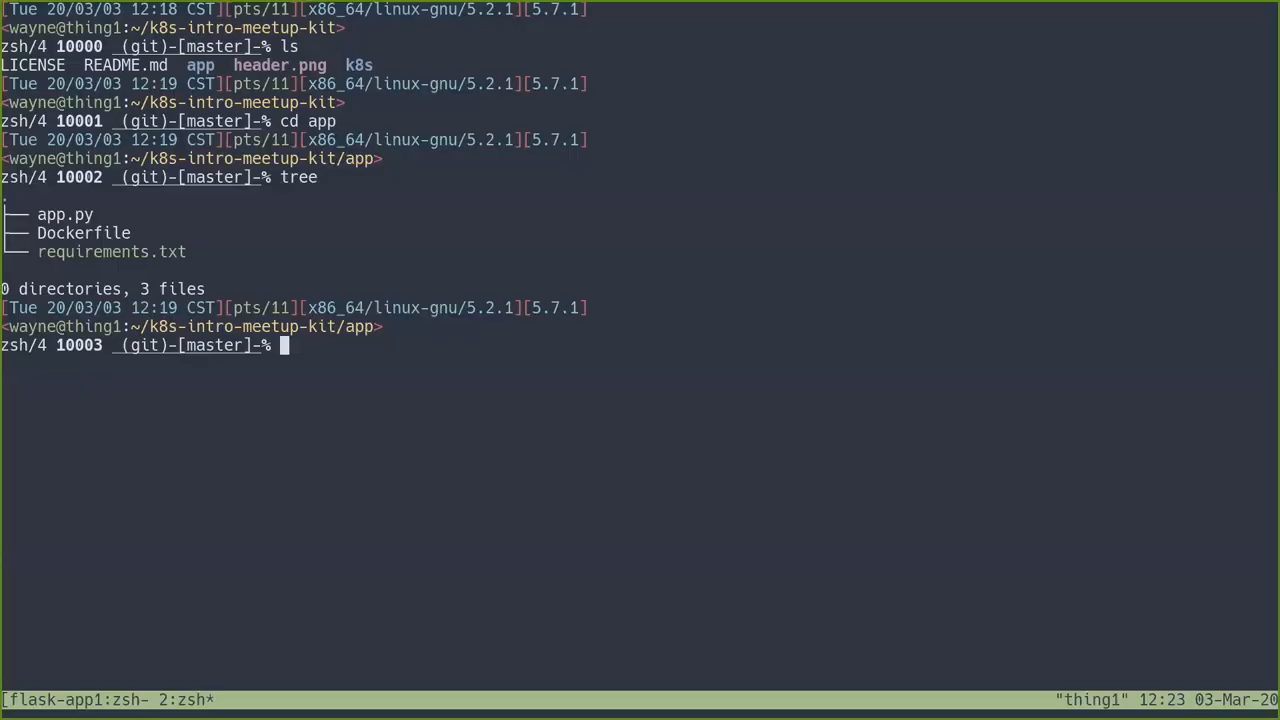 [Tue 20/03/03 12:18 CST][pts/11][x86_64/linux-gnu/5.2.1][5.7.1]
<wayne@thing1:~/k8s-intro-meetup-kit>
zsh/4 10000 _(git)-[master]-% ls
LICENSE  README.md  app  header.png  k8s
[Tue 20/03/03 12:19 CST][pts/11][x86_64/linux-gnu/5.2.1][5.7.1]
<wayne@thing1:~/k8s-intro-meetup-kit>
zsh/4 10001 _(git)-[master]-% cd app
[Tue 20/03/03 12:19 CST][pts/11][x86_64/linux-gnu/5.2.1][5.7.1]
<wayne@thing1:~/k8s-intro-meetup-kit/app>
zsh/4 10002 _(git)-[master]-% tree
.
├── app.py
├── Dockerfile
└── requirements.txt
0 directories, 3 files
[Tue 20/03/03 12:19 CST][pts/11][x86_64/linux-gnu/5.2.1][5.7.1]
<wayne@thing1:~/k8s-intro-meetup-kit/app>
zsh/4 10003 _(git)-[master]-%
[flask-app1:zsh- 2:zsh* "thing1" 12:23 03-Mar-20